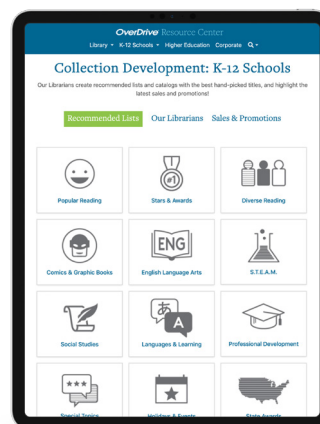 OverDrive Resource Center
Library K-12 Schools Higher Education Corporate
Collection Development: K-12 Schools
Our Librarians create recommended lists and catalogs with the best hand-picked titles, and highlight the
latest sales and promotions!
Recommended Lists Our Librarians Sales & Promotions
#1
Popular Reading Stars & Awards Diverse Reading
ENG
Comics & Graphic Books English Language Arts S.T.E.A.M.
あ
A
Social Studies Languages & Learning Professional Development
Special Topics Holidays & Events State Awards